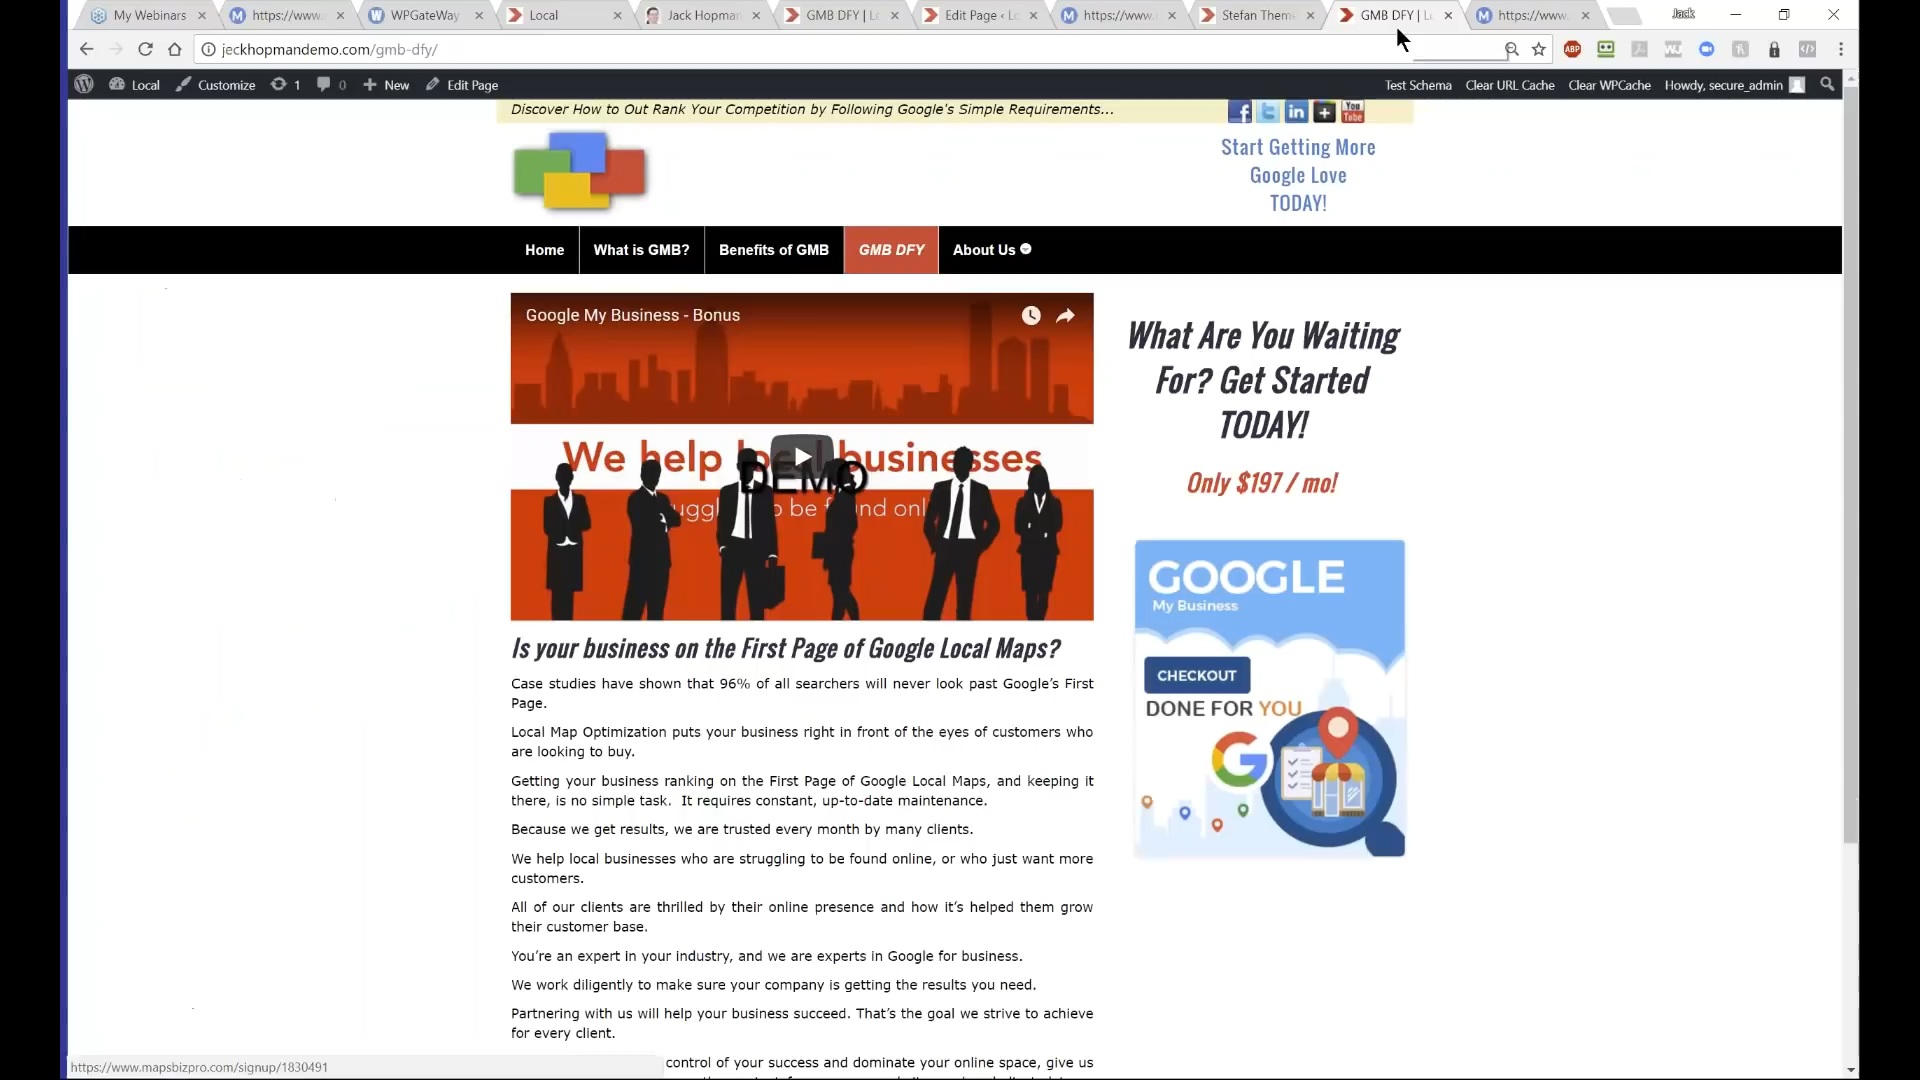 My Webinars
https://www.
WPGateWay
Local
Jack Hopman
GMB DFY | L
Edit Page ‹ Lo
https://www.
Stefan Theme
GMB DFY | L
https://www.
Jack
jeckhopmandemo.com/gmb-dfy/
ABP
Local
Customize
1
0
New
Edit Page
Test Schema
Clear URL Cache
Clear WPCache
Howdy, secure_admin
Discover How to Out Rank Your Competition by Following Google's Simple Requirements...
You
Tube
Start Getting More
Google Love
TODAY!
Home
What is GMB?
Benefits of GMB
GMB DFY
About Us
Google My Business - Bonus
We help local businesses
DEMO
What Are You Waiting
For? Get Started
TODAY!
Only $197 / mo!
GOOGLE
My Business
CHECKOUT
DONE FOR YOU
Is your business on the First Page of Google Local Maps?
Case studies have shown that 96% of all searchers will never look past Google’s First
Page.
Local Map Optimization puts your business right in front of the eyes of customers who
are looking to buy.
Getting your business ranking on the First Page of Google Local Maps, and keeping it
there, is no simple task. It requires constant, up-to-date maintenance.
Because we get results, we are trusted every month by many clients.
We help local businesses who are struggling to be found online, or who just want more
customers.
All of our clients are thrilled by their online presence and how it’s helped them grow
their customer base.
You’re an expert in your industry, and we are experts in Google for business.
We work diligently to make sure your company is getting the results you need.
Partnering with us will help your business succeed. That’s the goal we strive to achieve
for every client.
control of your success and dominate your online space, give us
https://www.mapsbizpro.com/signup/1830491